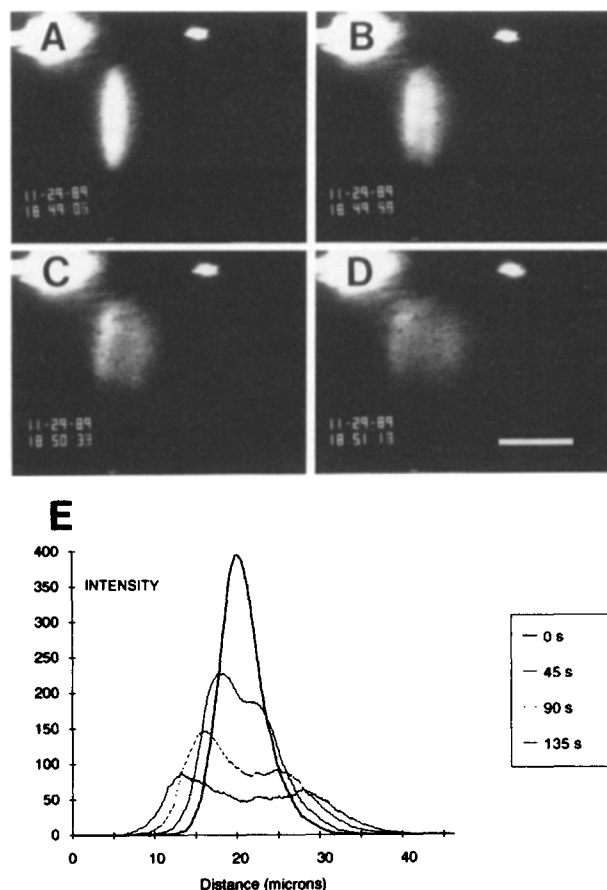 A
B
11-29-89
18 49 05
11-29-89
18 49 59
C
D
11-29-89
18 50 33
11-29-89
18 51 13
E
400
350
300
250
200
150
100
50
0
INTENSITY
0 10 20 30 40
Distance (microns)
0 s
45 s
90 s
135 s